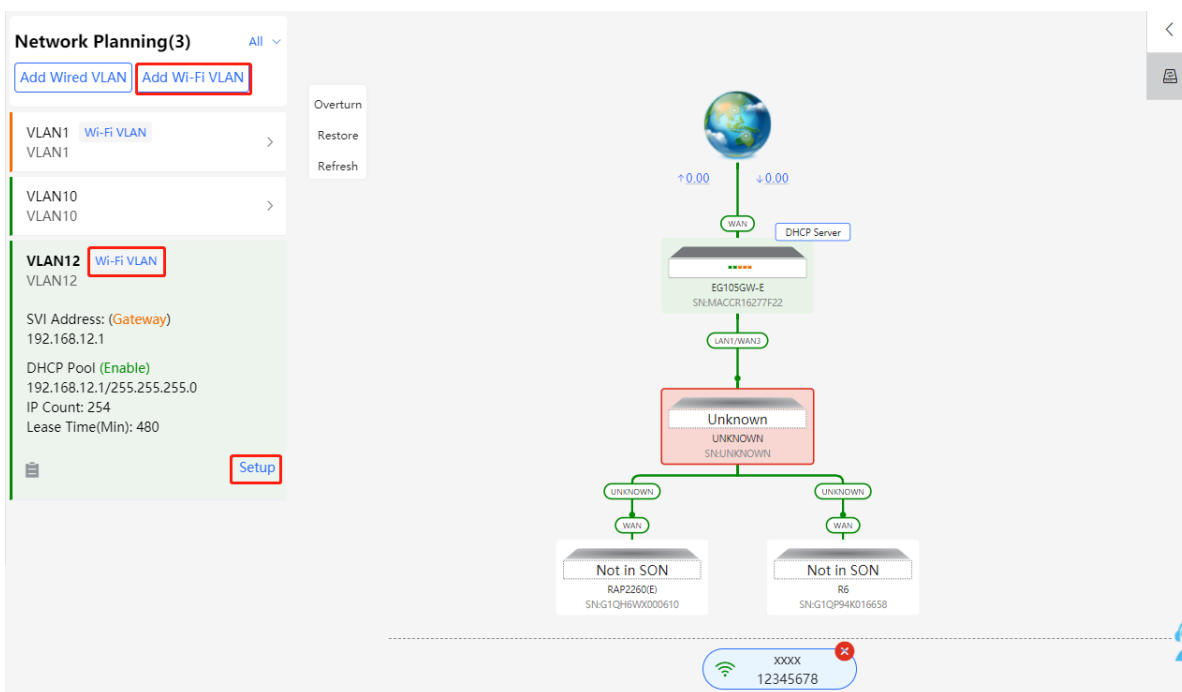 Network Planning(3) All
Add Wired VLAN Add Wi-Fi VLAN
VLAN1 Wi-Fi VLAN
VLAN1
VLAN10
VLAN10
VLAN12 Wi-Fi VLAN
VLAN12
SVI Address: (Gateway)
192.168.12.1
DHCP Pool (Enable)
192.168.12.1/255.255.255.0
IP Count: 254
Lease Time(Min): 480
Setup
Overturn
Restore
Refresh
↑0.00 ↓0.00
WAN
DHCP Server
EG105GW-E
SN:MACCR16277F22
LAN1/WAN3
Unknown
UNKNOWN
SN:UNKNOWN
UNKNOWN UNKNOWN
WAN WAN
Not in SON Not in SON
RAP2260(E) R6
SN:G1QH6WX000610 SN:G1QP94K016658
XXXX
12345678